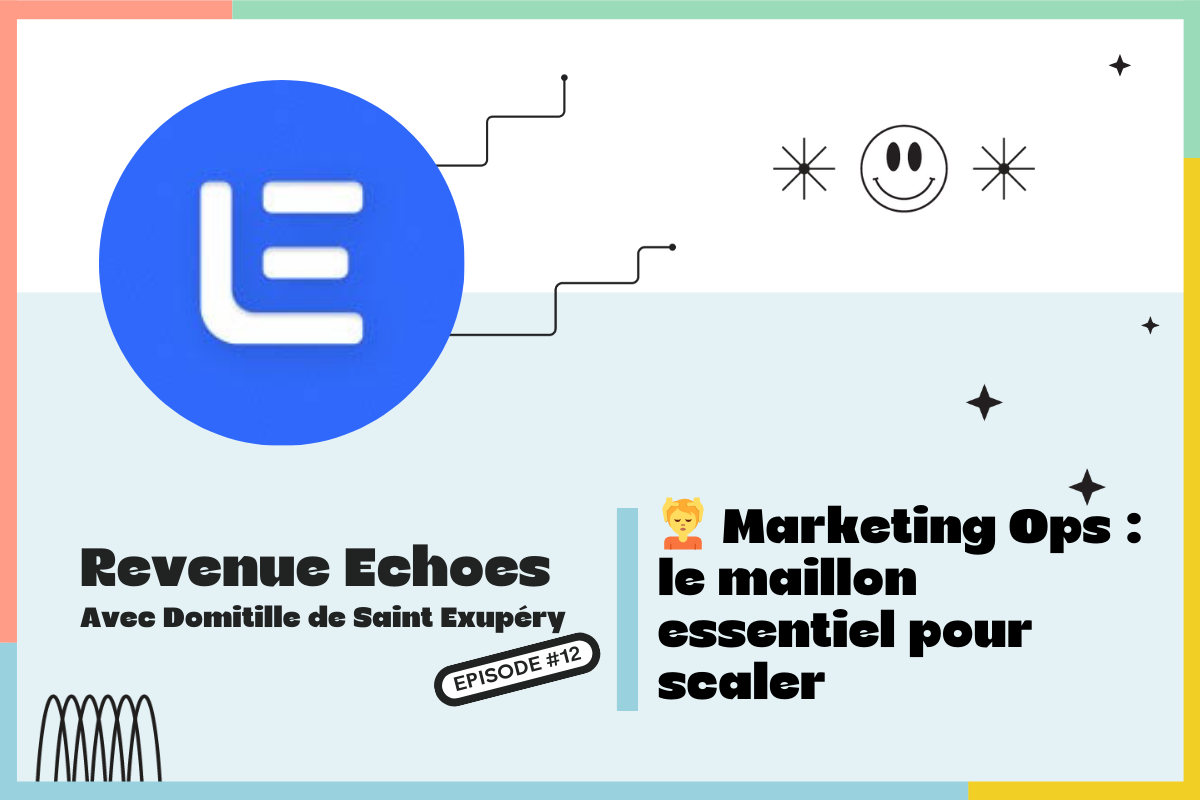 Revenue Echoes
Avec Domitille de Saint Exupéry
EPISODE #12
💆 Marketing Ops :
le maillon
essentiel pour
scaler